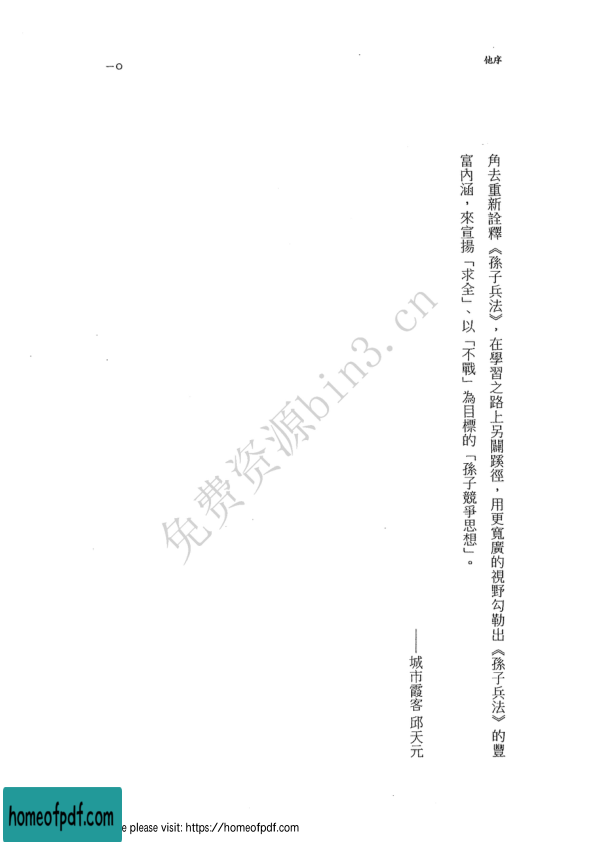 他序
一〇
角去重新詮釋《孫子兵法》，在學習之路上另闢蹊徑，用更寬廣的視野勾勒出《孫子兵法》的豐
富內涵，來宣揚「求全」、以「不戰」為目標的「孫子競爭思想」。
——城市霞客 邱天元
免费资源bin3.cn
homeofpdf.com
e please visit: https://homeofpdf.com